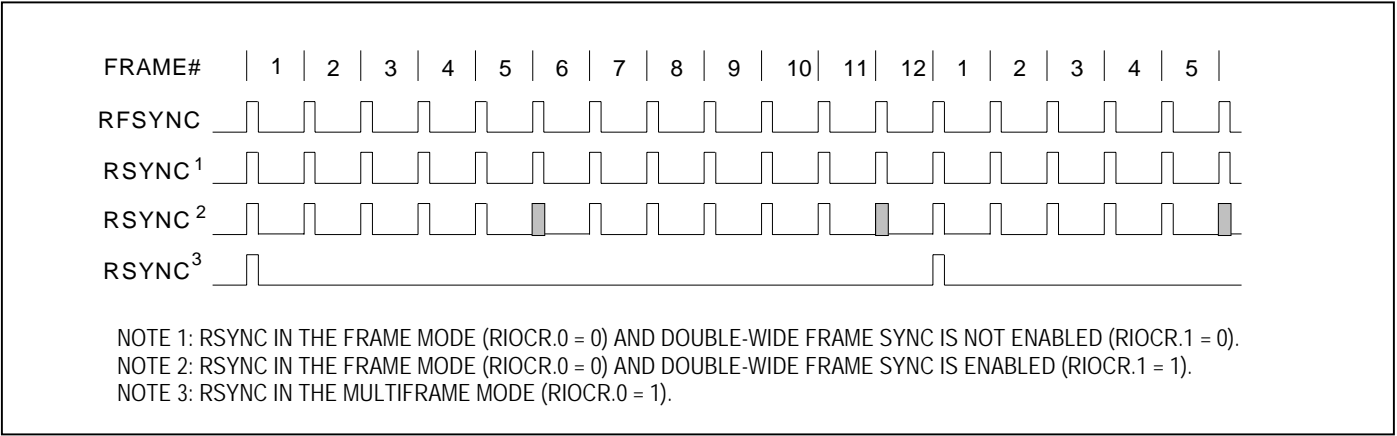 FRAME# 1 2 3 4 5 6 7 8 9 10 11 12 1 2 3 4 5
RFSYNC
RSYNC 1
RSYNC 2
RSYNC 3
NOTE 1: RSYNC IN THE FRAME MODE (RIOCR.0 = 0) AND DOUBLE-WIDE FRAME SYNC IS NOT ENABLED (RIOCR.1 = 0).
NOTE 2: RSYNC IN THE FRAME MODE (RIOCR.0 = 0) AND DOUBLE-WIDE FRAME SYNC IS ENABLED (RIOCR.1 = 1).
NOTE 3: RSYNC IN THE MULTIFRAME MODE (RIOCR.0 = 1).